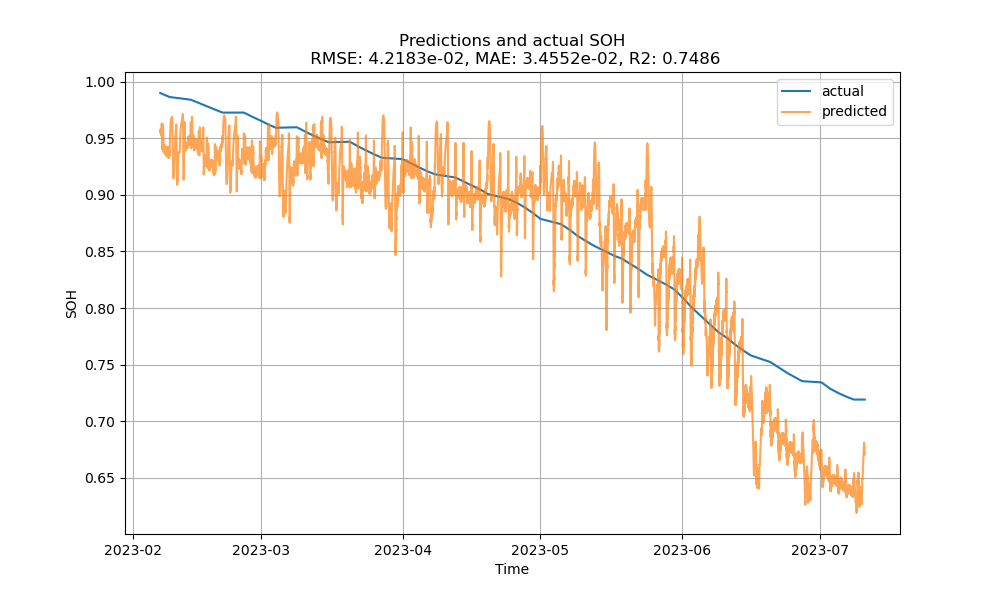 Predictions and actual SOH
RMSE: 4.2183e-02, MAE: 3.4552e-02, R2: 0.7486
actual
predicted
SOH
1.00
0.95
0.90
0.85
0.80
0.75
0.70
0.65
2023-02
2023-03
2023-04
2023-05
2023-06
2023-07
Time